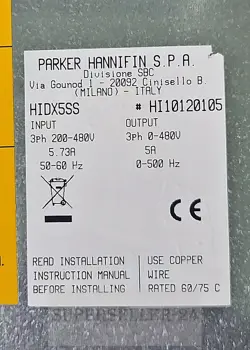 PARKER HANNIFIN S.P.A.
Divisione SBC
Via Gounod 1 - 20092 Cinisello B.
(MILANO) - ITALY
HIDX5SS # HI10120105
INPUT OUTPUT
3Ph 200-480V 3Ph 0-480V
5.73A 5A
50-60 Hz 0-500 Hz
CE
READ INSTALLATION USE COPPER
INSTRUCTION MANUAL WIRE
BEFORE INSTALLING RATED 60/75 C
SUPERSELLER-24